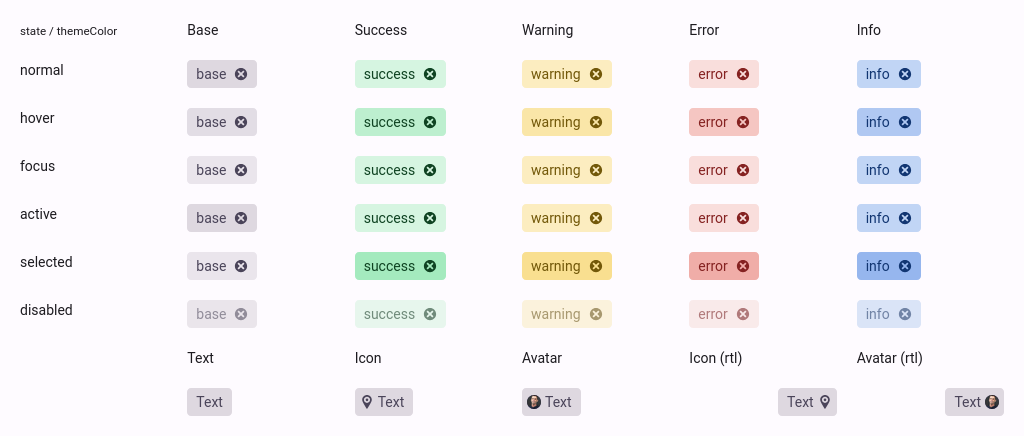 state / themeColor Base Success Warning Error Info
normal base success warning error info
hover base success warning error info
focus base success warning error info
active base success warning error info
selected base success warning error info
disabled base success warning error info
Text Icon Avatar Icon (rtl) Avatar (rtl)
Text Text Text Text Text